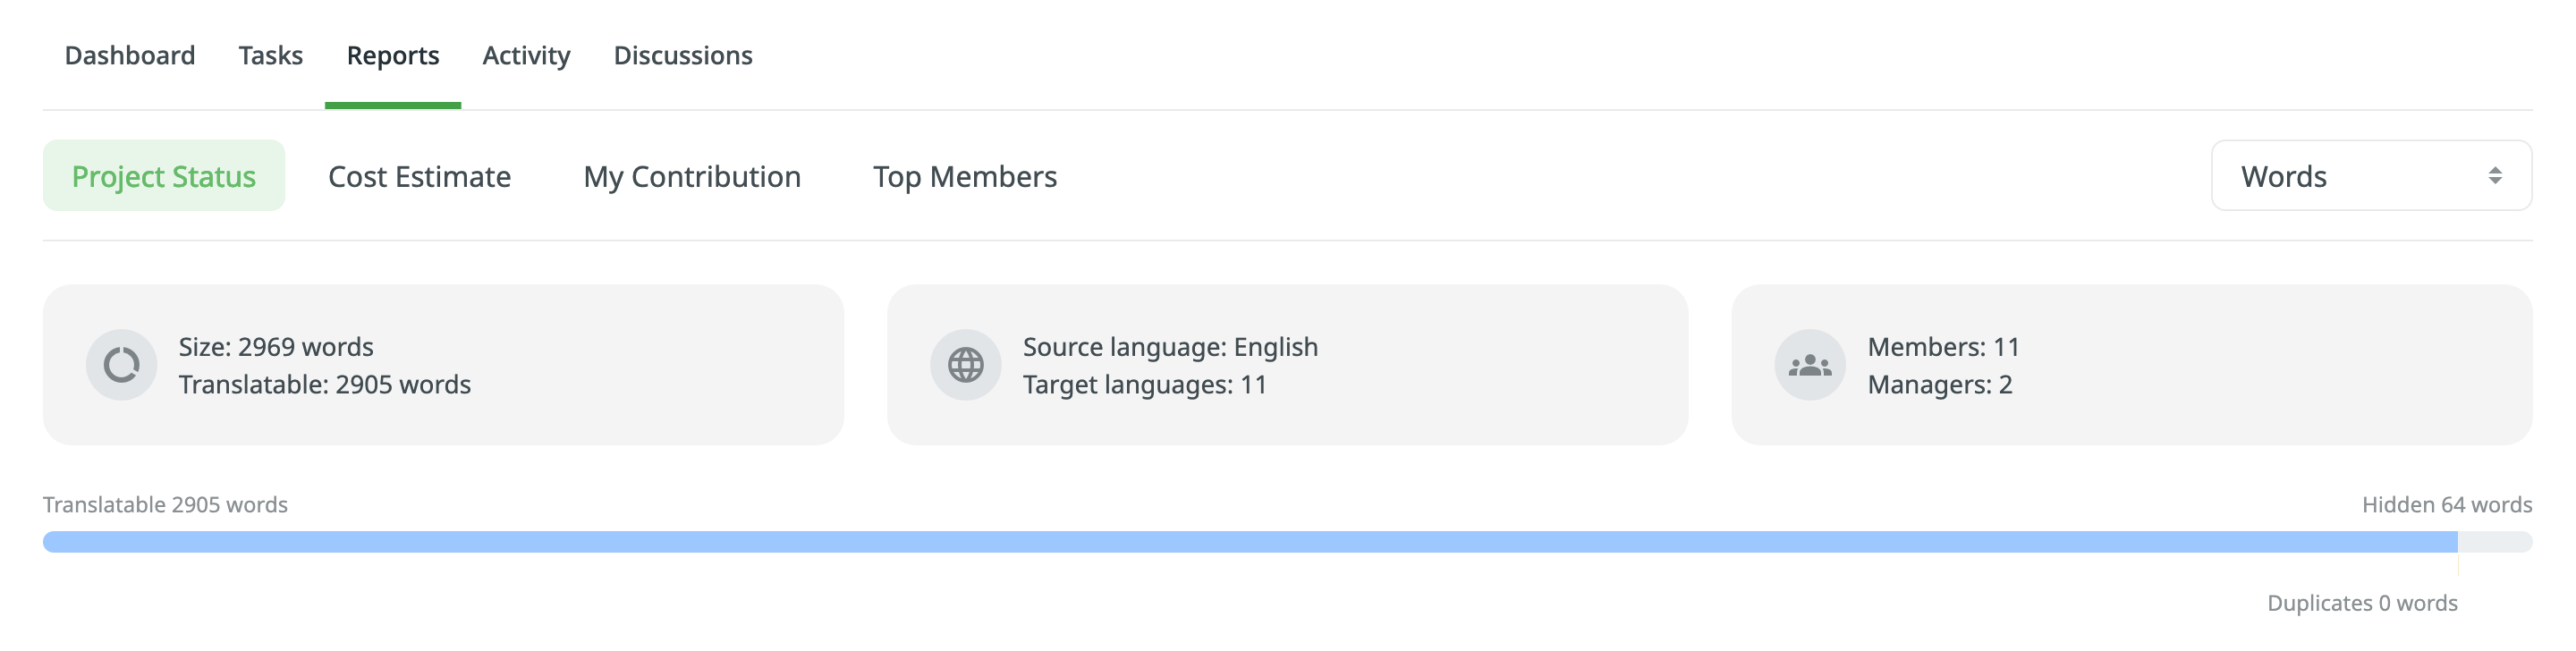 Dashboard Tasks Reports Activity Discussions
Project Status Cost Estimate My Contribution Top Members Words
Size: 2969 words
Translatable: 2905 words
Source language: English
Target languages: 11
Members: 11
Managers: 2
Translatable 2905 words Hidden 64 words
Duplicates 0 words